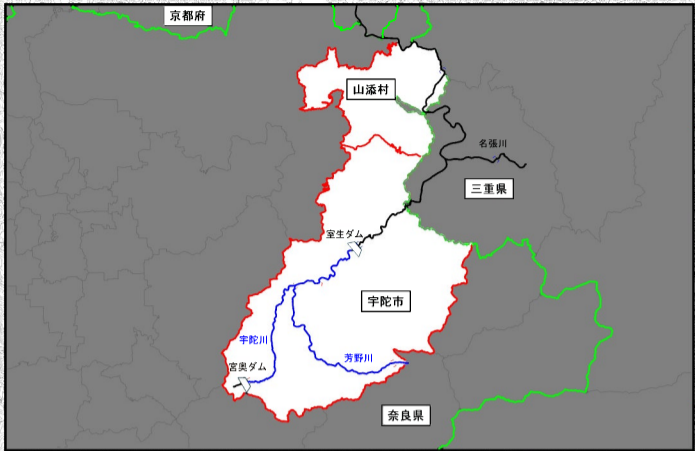 京都府
山添村
名張川
三重県
室生ダム
宇陀市
宇陀川
芳野川
宮奥ダム
奈良県